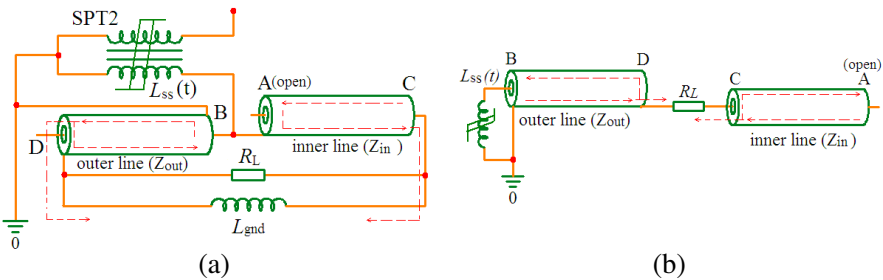 SPT2
Lss(t)
A(open)
C
B
D
outer line (Zout)
inner line (Zin)
RL
Lgnd
0
(a)
Lss(t)
B
D
RL
C
(open)
A
outer line (Zout)
inner line (Zin)
0
(b)